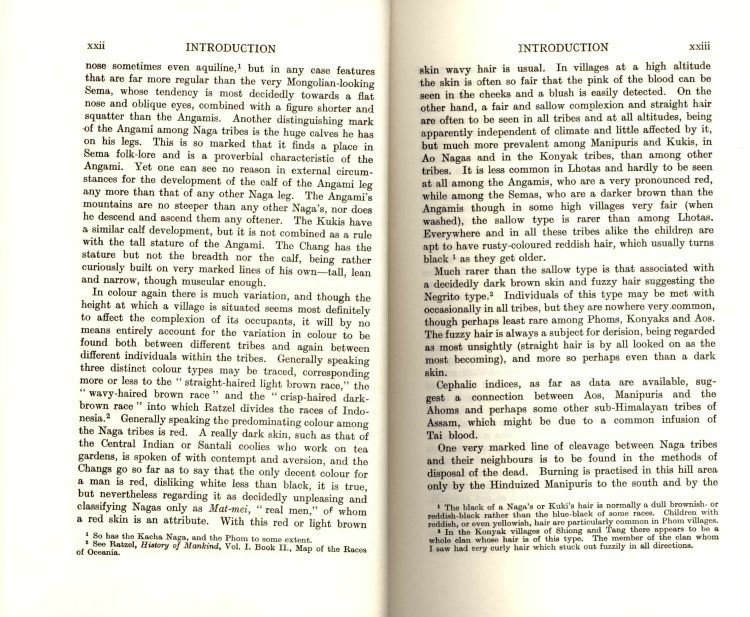 xxii INTRODUCTION
nose sometimes even aquiline,¹ but in any case features
that are far more regular than the very Mongolian-looking
Sema, whose tendency is most decidedly towards a flat
nose and oblique eyes, combined with a figure shorter and
squatter than the Angamis. Another distinguishing mark
of the Angami among Naga tribes is the huge calves he has
on his legs. This is so marked that it finds a place in
Sema folk-lore and is a proverbial characteristic of the
Angami. Yet one can see no reason in external circum-
stances for the development of the calf of the Angami leg
any more than that of any other Naga leg. The Angami's
mountains are no steeper than any other Naga's, nor does
he descend and ascend them any oftener. The Kukis have
a similar calf development, but it is not combined as a rule
with the tall stature of the Angami. The Chang has the
stature but not the breadth nor the calf, being rather
curiously built on very marked lines of his own—tall, lean
and narrow, though muscular enough.
In colour again there is much variation, and though the
height at which a village is situated seems most definitely
to affect the complexion of its occupants, it will by no
means entirely account for the variation in colour to be
found both between different tribes and again between
different individuals within the tribes. Generally speaking
three distinct colour types may be traced, corresponding
more or less to the " straight-haired light brown race," the
" wavy-haired brown race " and the " crisp-haired dark-
brown race " into which Ratzel divides the races of Indo-
nesia.² Generally speaking the predominating colour among
the Naga tribes is red. A really dark skin, such as that of
the Central Indian or Santali coolies who work on tea
gardens, is spoken of with contempt and aversion, and the
Changs go so far as to say that the only decent colour for
a man is red, disliking white less than black, it is true,
but nevertheless regarding it as decidedly unpleasing and
classifying Nagas only as Mat-mei, " real men," of whom
a red skin is an attribute. With this red or light brown
¹ So has the Kacha Naga, and the Phom to some extent.
² See Ratzel, History of Mankind, Vol. I. Book II., Map of the Races
of Oceania.
INTRODUCTION xxiii
skin wavy hair is usual. In villages at a high altitude
the skin is often so fair that the pink of the blood can be
seen in the cheeks and a blush is easily detected. On the
other hand, a fair and sallow complexion and straight hair
are often to be seen in all tribes and at all altitudes, being
apparently independent of climate and little affected by it,
but much more prevalent among Manipuris and Kukis, in
Ao Nagas and in the Konyak tribes, than among other
tribes. It is less common in Lhotas and hardly to be seen
at all among the Angamis, who are a very pronounced red,
while among the Semas, who are a darker brown than the
Angamis though in some high villages very fair (when
washed), the sallow type is rarer than among Lhotas.
Everywhere and in all these tribes alike the children are
apt to have rusty-coloured reddish hair, which usually turns
black ¹ as they get older.
Much rarer than the sallow type is that associated with
a decidedly dark brown skin and fuzzy hair suggesting the
Negrito type.² Individuals of this type may be met with
occasionally in all tribes, but they are nowhere very common,
though perhaps least rare among Phoms, Konyaks and Aos.
The fuzzy hair is always a subject for derision, being regarded
as most unsightly (straight hair is by all looked on as the
most becoming), and more so perhaps even than a dark
skin.
Cephalic indices, as far as data are available, sug-
gest a connection between Aos, Manipuris and the
Ahoms and perhaps some other sub-Himalayan tribes of
Assam, which might be due to a common infusion of
Tai blood.
One very marked line of cleavage between Naga tribes
and their neighbours is to be found in the methods of
disposal of the dead. Burning is practised in this hill area
only by the Hinduized Manipuris to the south and by the
¹ The black of a Naga's or Kuki's hair is normally a dull brownish- or
reddish-black rather than the blue-black of some races. Children with
reddish, or even yellowish, hair are particularly common in Phom villages.
² In the Konyak villages of Shiong and Tang there appears to be a
whole clan whose hair is of this type. The member of the clan whom
I saw had very curly hair which stuck out fuzzily in all directions.